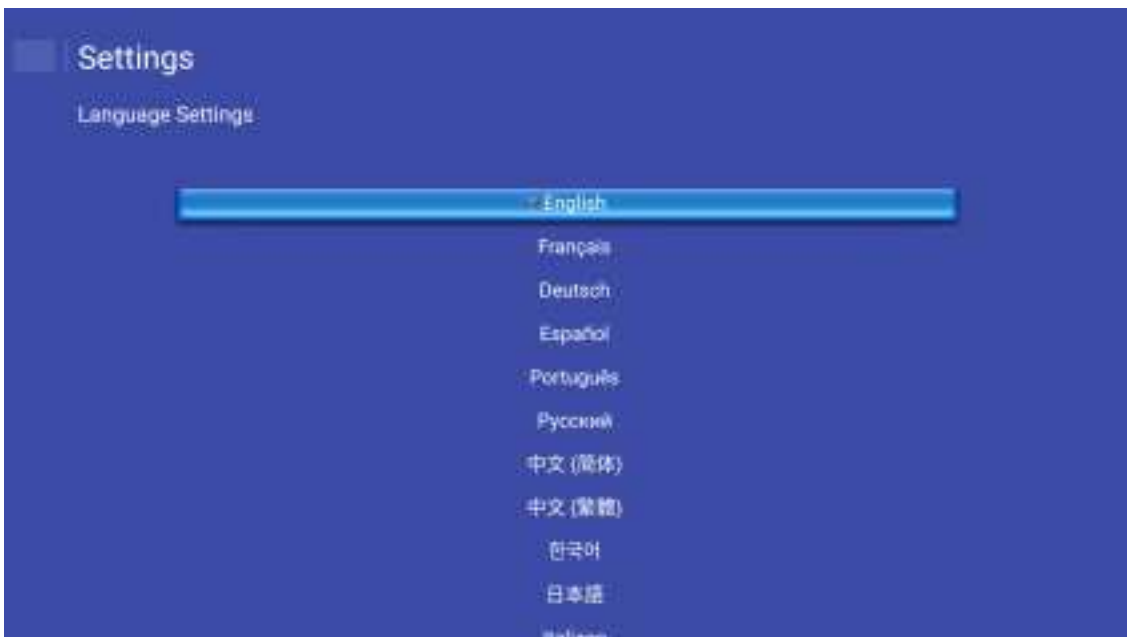 Settings
Language Settings
English
Français
Deutsch
Español
Português
Русский
中文 (简体)
中文 (繁體)
한국어
日本語
Italiano